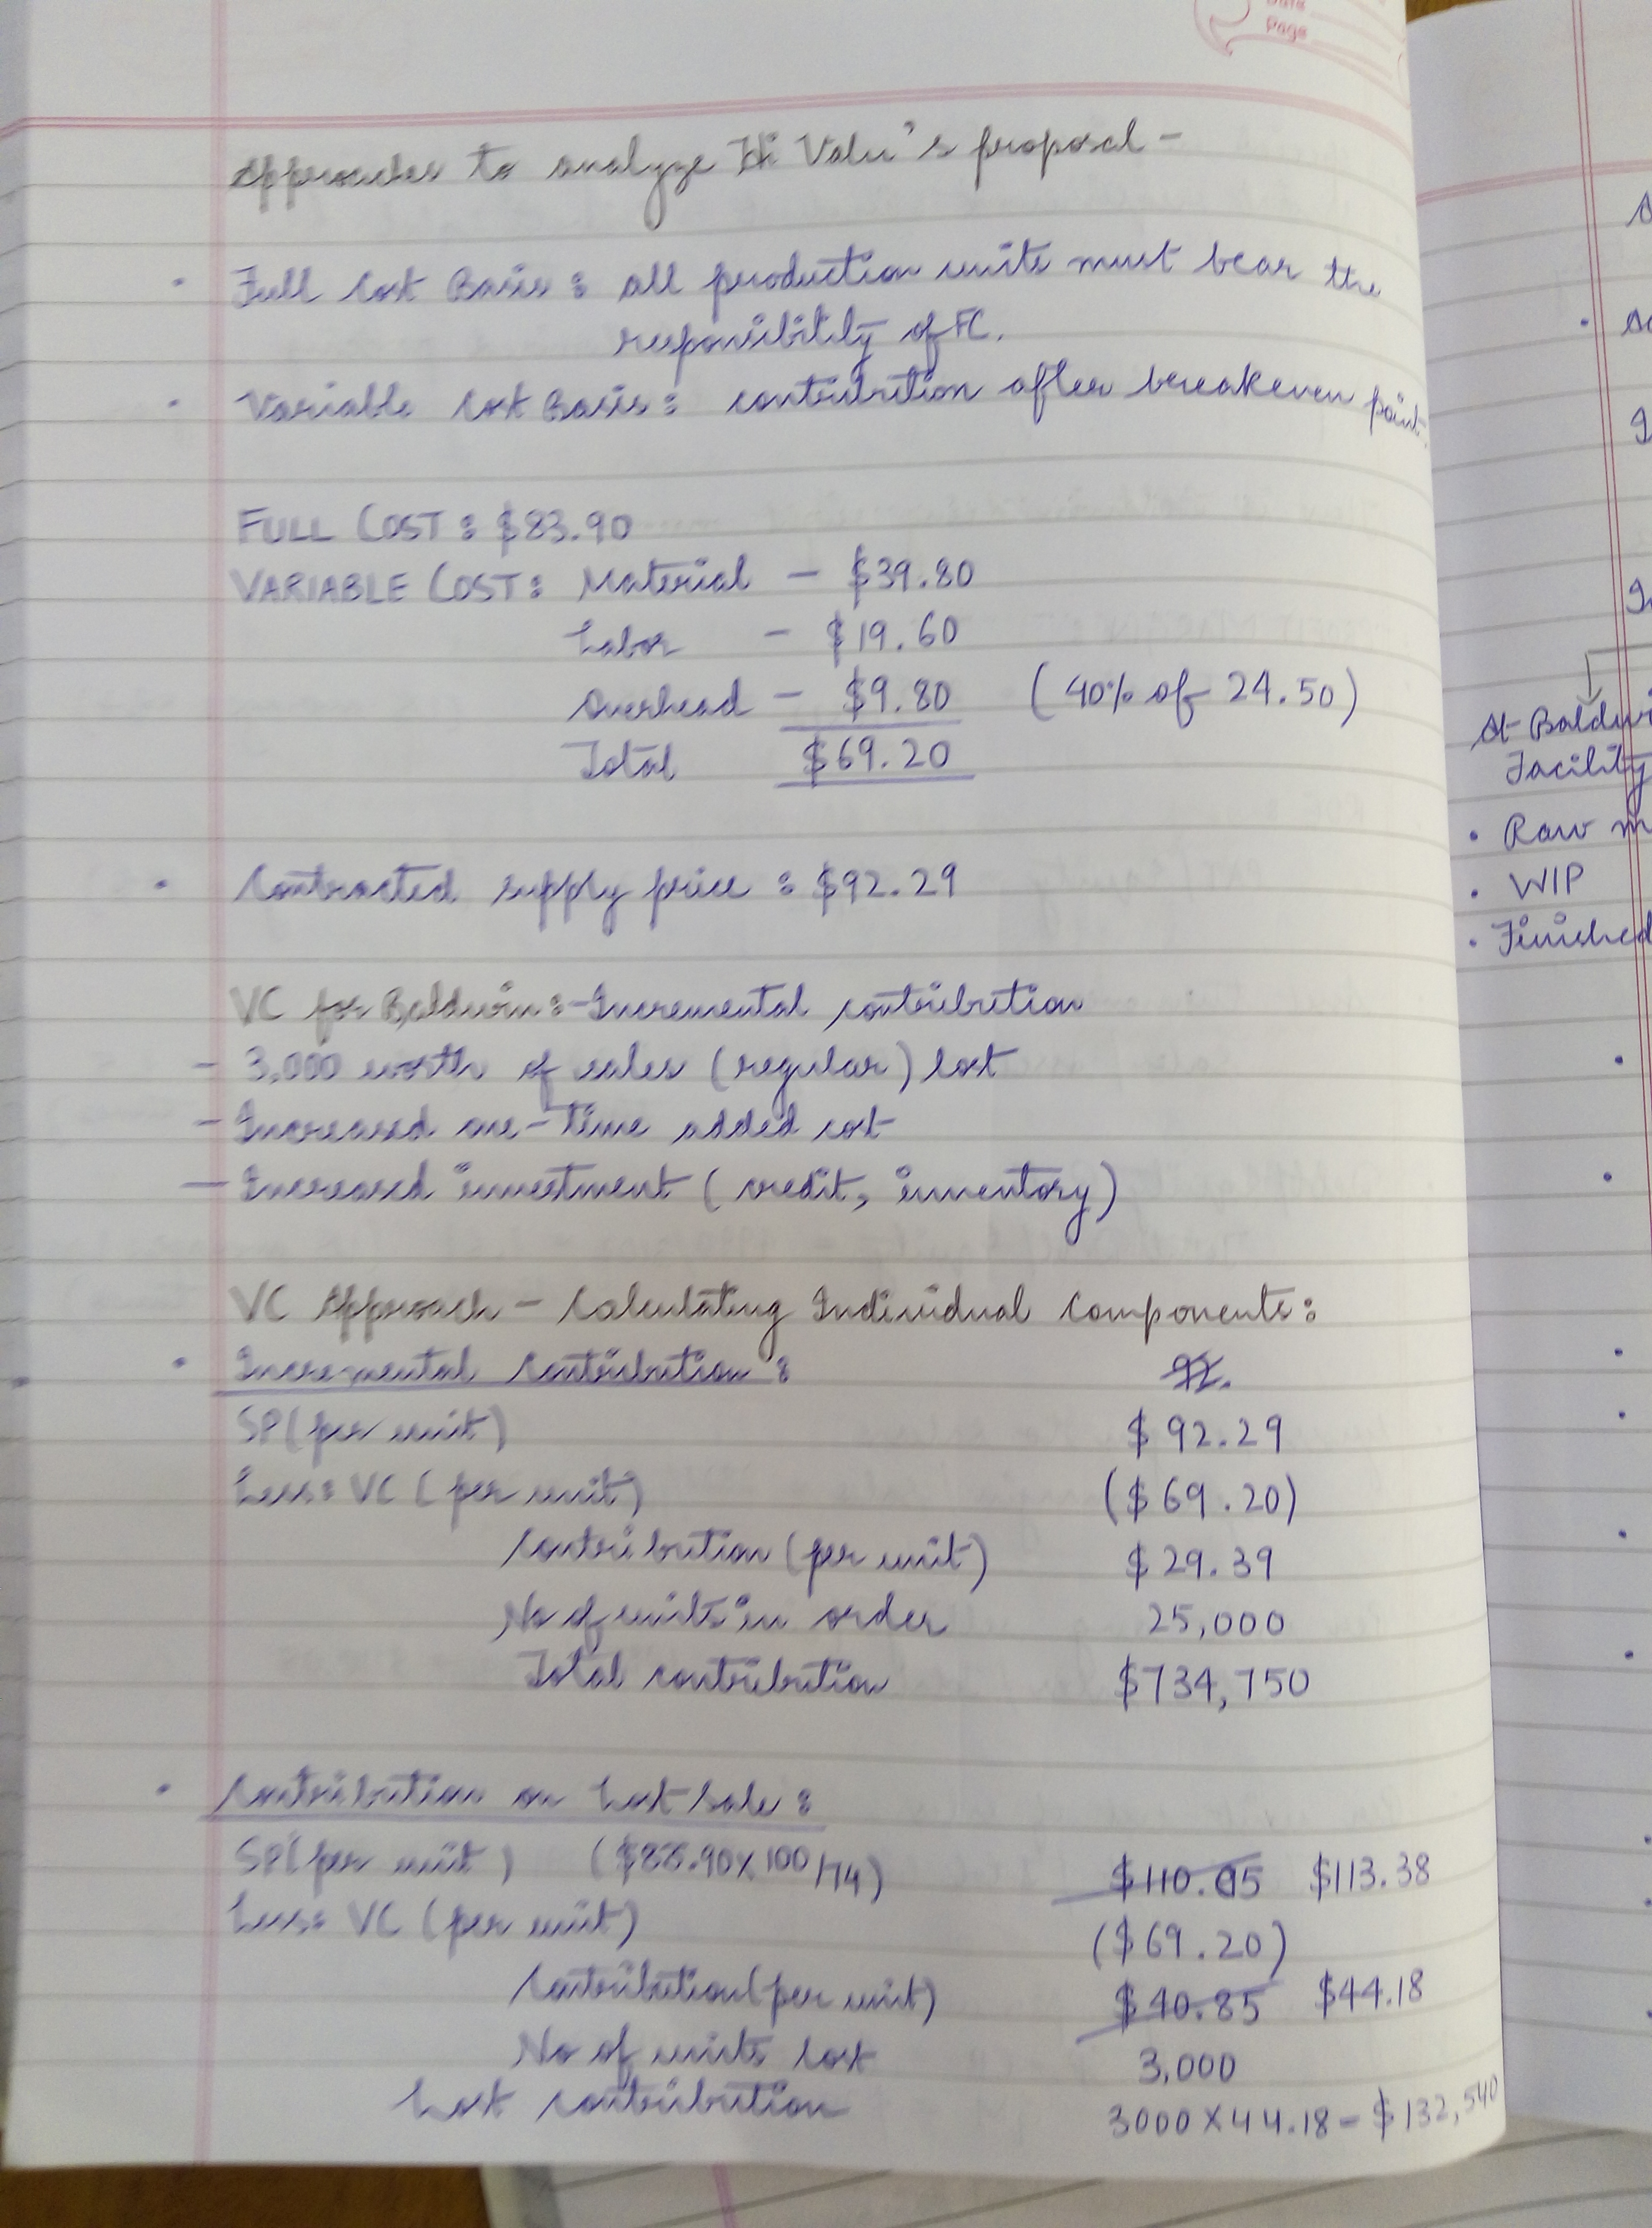 Date
Page
Approaches to analyze Hi Valu's proposal -
• Full Cost Basis : all production units must bear the
responsibility of FC.
• Variable Cost Basis : contribution after breakeven point.
FULL COST : $83.90
VARIABLE COST : Material - $39.80
Labor - $19.60
Overhead - $9.80 (40% of 24.50)
Total $69.20
• Contracted supply price : $92.29
VC for Baldwin :- Incremental contribution
- 3,000 worth of sales (regular) lost
- Increased one-time added cost
- Increased investment (credit, inventory)
VC Approach - Calculating Individual Components :
• Incremental Contribution :
SP (per unit) $92.29
Less: VC (per unit) ($69.20)
Contribution (per unit) $29.39
No of units in order 25,000
Total contribution $734,750
• Contribution on Lost Sale :
SP (per unit) ($83.90 x 100/74) $110.05 $113.38
Less: VC (per unit) ($69.20)
Contribution (per unit) $40.85 $44.18
No of units lost 3,000
Lost contribution 3000 x 44.18 = $132,540
At Baldwi
Facility
• Raw m
• WIP
• Finished